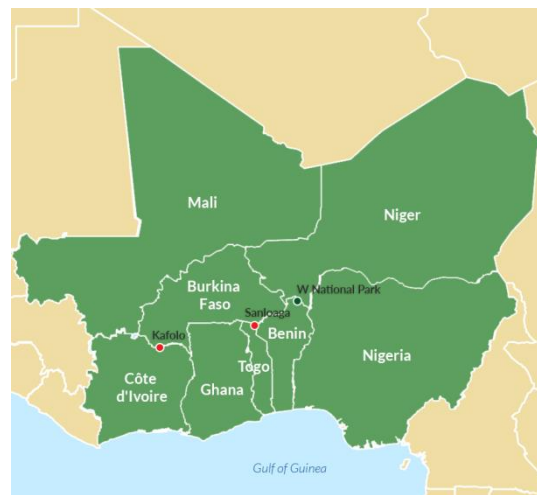 Mali
Niger
W National Park
Burkina
Faso
Sanloaga
Benin
Kafolo
Togo
Nigeria
Côte
d'Ivoire
Ghana
Gulf of Guinea